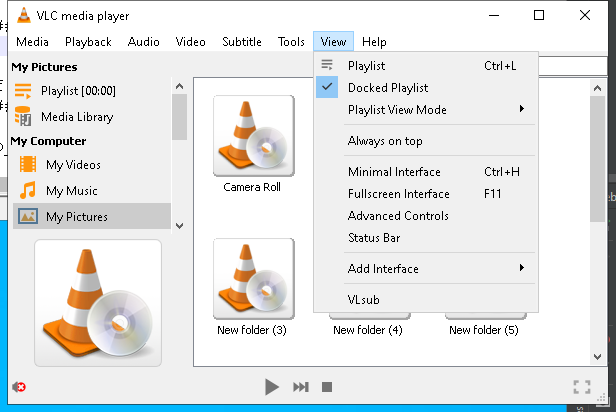 VLC media player
Media Playback Audio Video Subtitle Tools View Help
My Pictures
Playlist [00:00]
Media Library
My Computer
My Videos
My Music
My Pictures
Playlist Ctrl+L
Docked Playlist
Playlist View Mode
Always on top
Minimal Interface Ctrl+H
Fullscreen Interface F11
Advanced Controls
Status Bar
Add Interface
VLsub
Camera Roll
New folder (3) New folder (4) New folder (5)